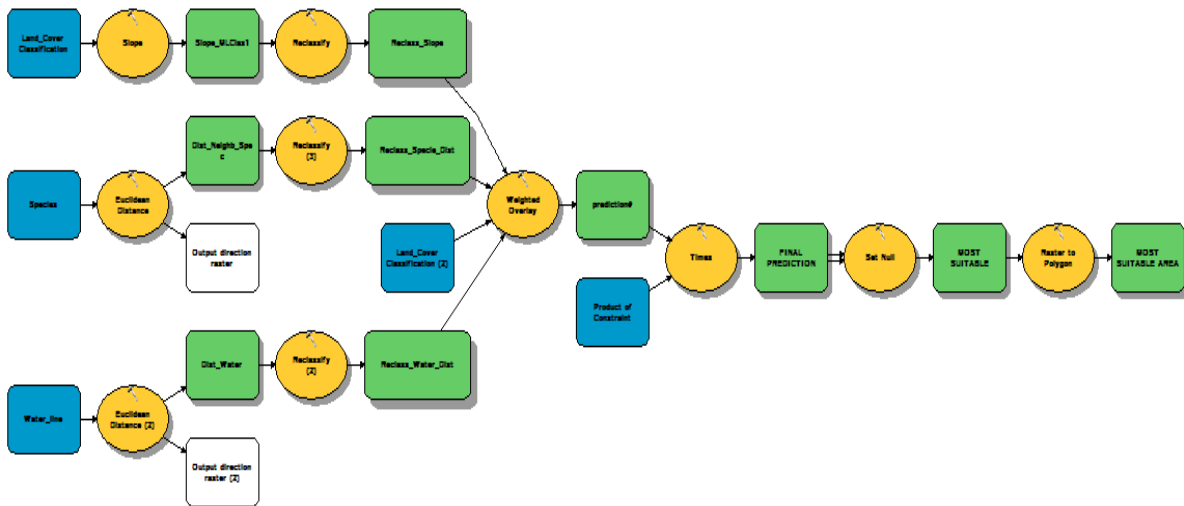 Land_Cover
Classification
Slope
Slope_MLClas1
Reclassify
Reclass_Slope
Dist_Neighb_Spe
c
Reclassify
(3)
Reclass_Specie_Dist
Species
Euclidean
Distance
Output direction
raster
Land_Cover
Classification (2)
Weighted
Overlay
prediction#
Product of
Constraint
Times
FINAL
PREDICTION
Set Null
MOST
SUITABLE
Raster to
Polygon
MOST
SUITABLE AREA
Dist_Water
Reclassify
(2)
Reclass_Water_Dist
Water_line
Euclidean
Distance (2)
Output direction
raster (2)